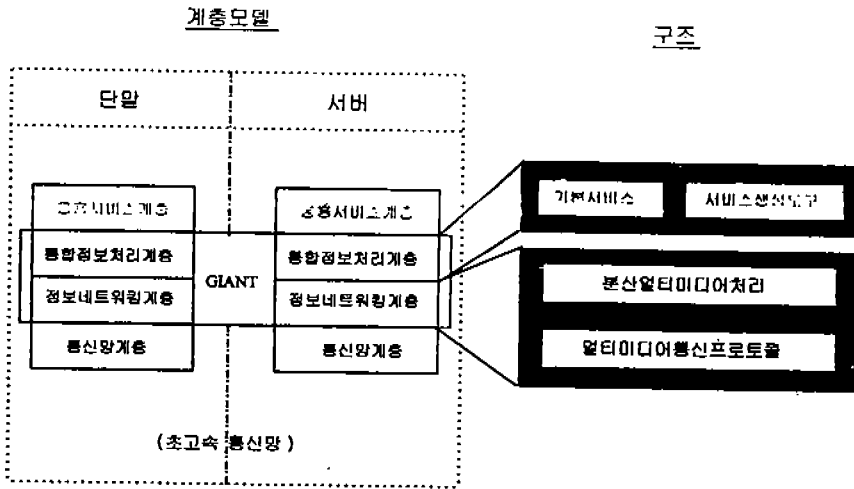 계층모델
구조
단말
서버
응용서비스계층
응용서비스계층
기본서비스
서비스생성도구
통합정보처리계층
GIANT
통합정보처리계층
정보네트워킹계층
정보네트워킹계층
분산멀티미디어처리
통신망계층
통신망계층
멀티미디어통신프로토콜
(초고속 통신망)